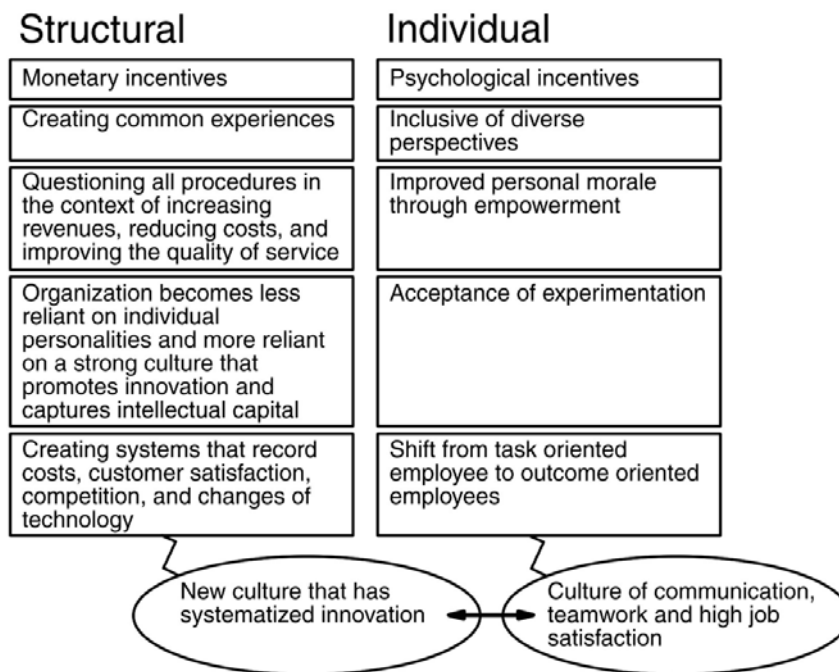 Structural
Individual
Monetary incentives
Psychological incentives
Creating common experiences
Inclusive of diverse
perspectives
Questioning all procedures in
the context of increasing
revenues, reducing costs, and
improving the quality of service
Improved personal morale
through empowerment
Organization becomes less
reliant on individual
personalities and more reliant
on a strong culture that
promotes innovation and
captures intellectual capital
Acceptance of experimentation
Creating systems that record
costs, customer satisfaction,
competition, and changes of
technology
Shift from task oriented
employee to outcome oriented
employees
New culture that has
systematized innovation
Culture of communication,
teamwork and high job
satisfaction